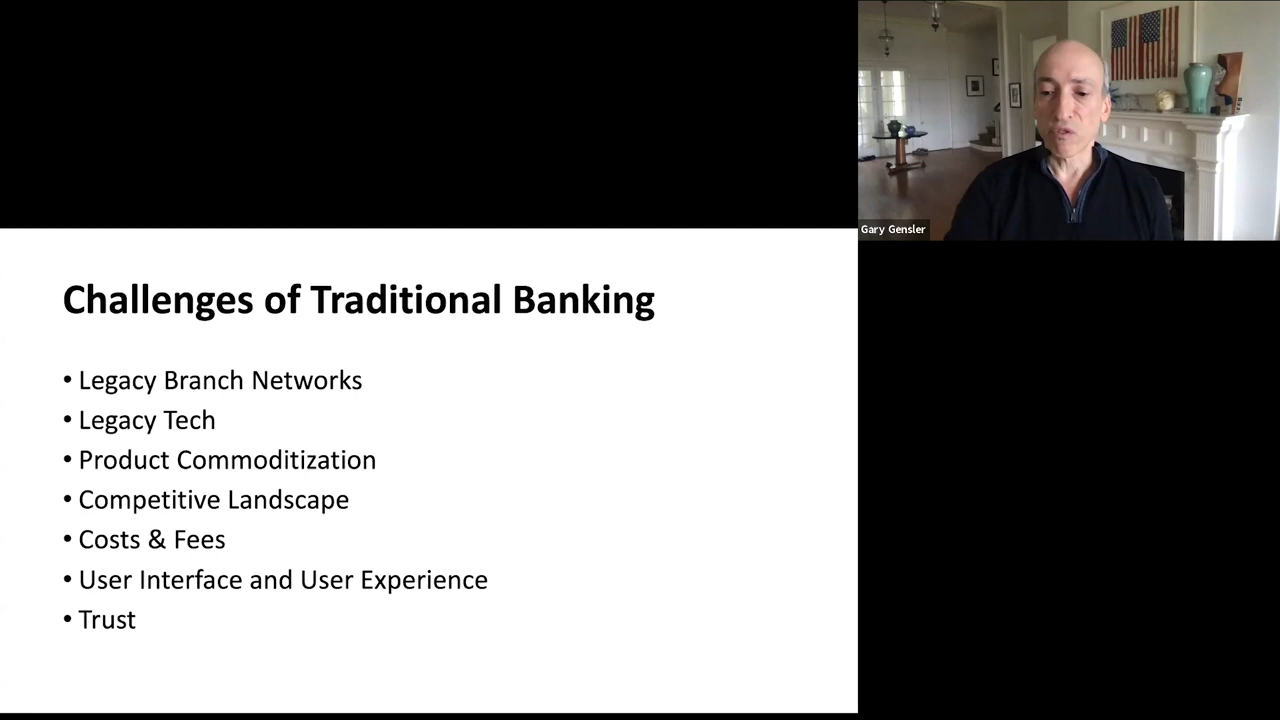 Gary Gensler
Challenges of Traditional Banking
• Legacy Branch Networks
• Legacy Tech
• Product Commoditization
• Competitive Landscape
• Costs & Fees
• User Interface and User Experience
• Trust